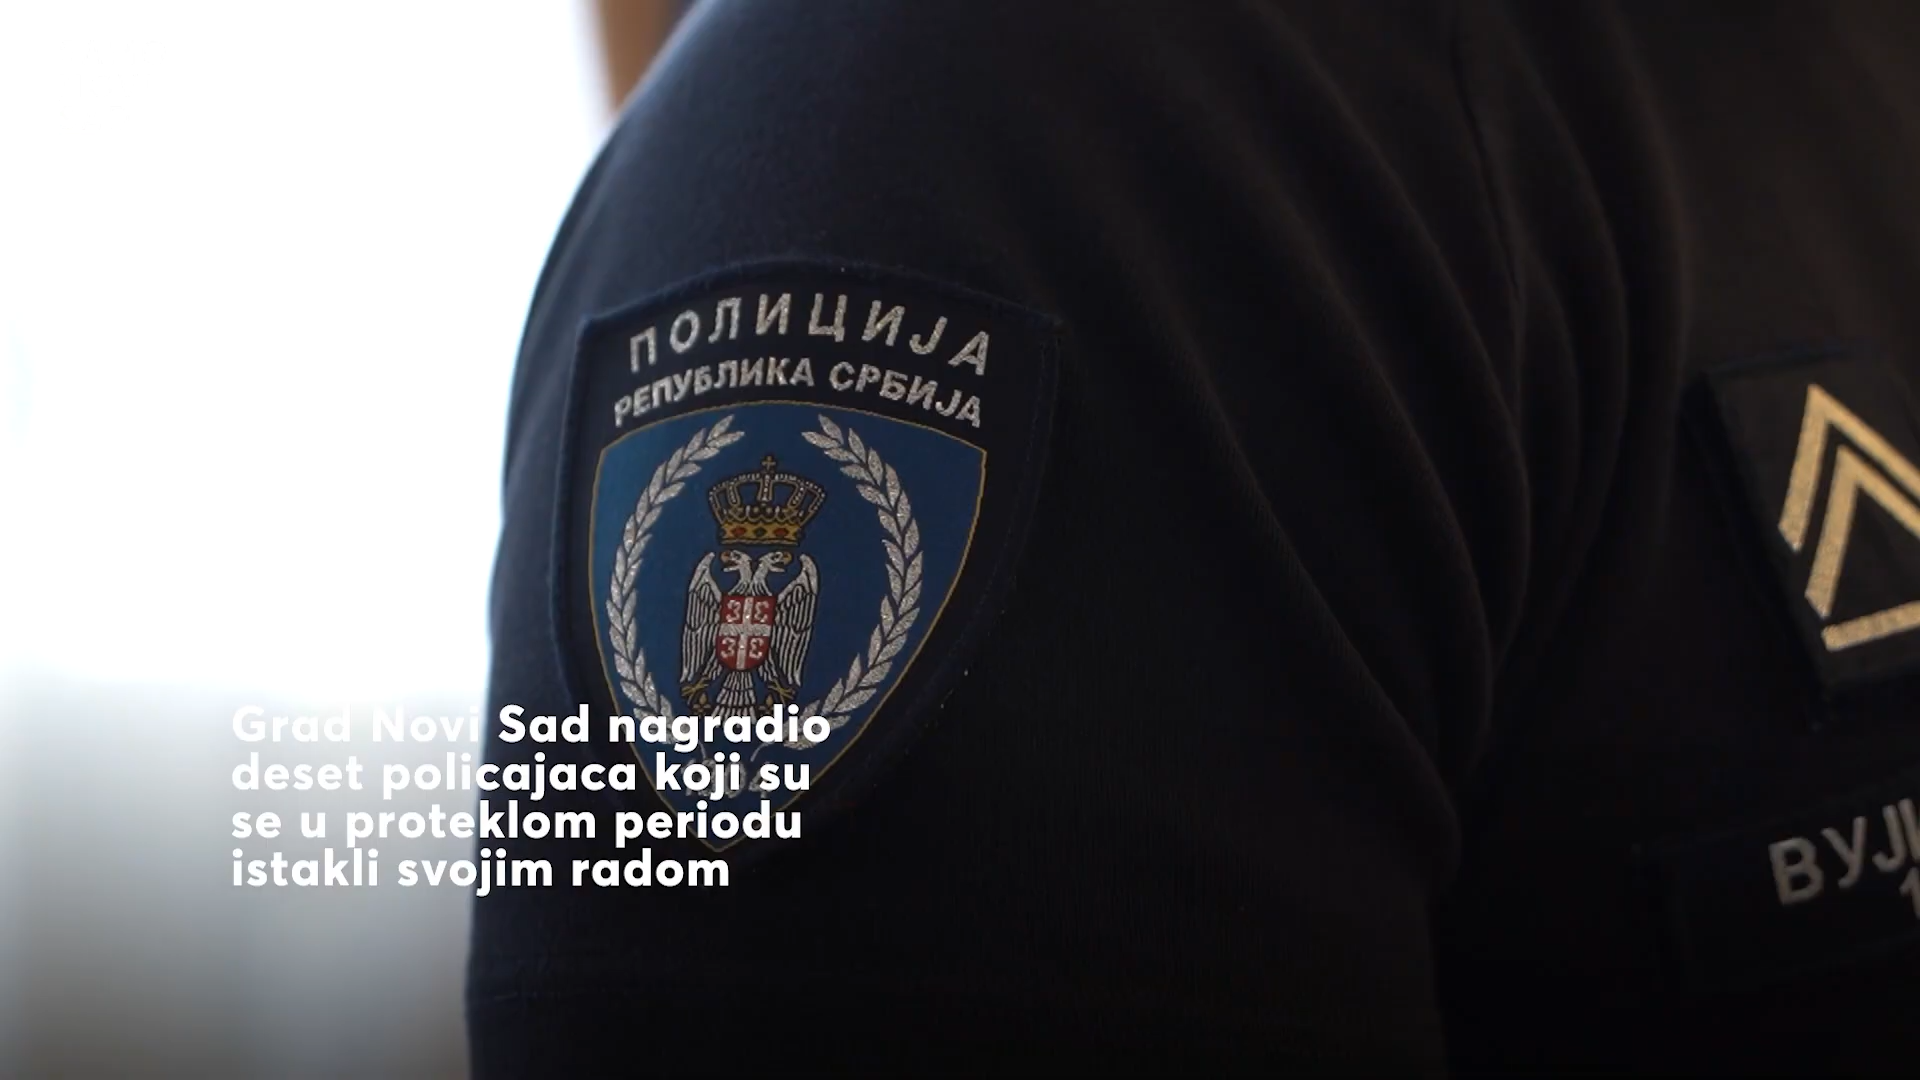 ПОЛИЦИЈА
РЕПУБЛИКА СРБИЈА
Grad Novi Sad nagradio
deset policajaca koji su
se u proteklom periodu
istakli svojim radom